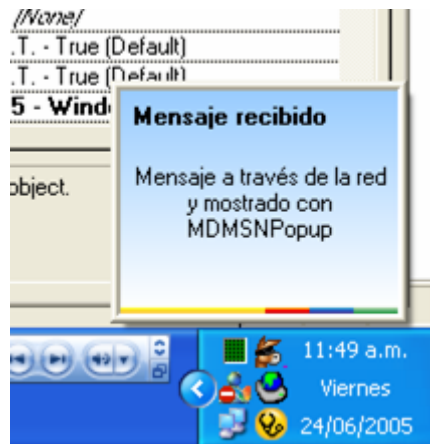 [None]
.T. - True (Default)
.T. - True (Default)
5 - Wind
object.
Mensaje recibido
Mensaje a través de la red
y mostrado con
MDMSNPopup
11:49 a.m.
Viernes
24/06/2005